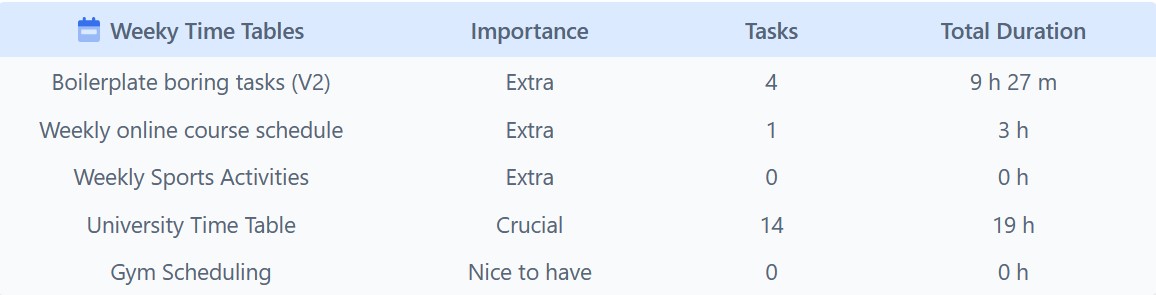 Weeky Time Tables Importance Tasks Total Duration
Boilerplate boring tasks (V2) Extra 4 9 h 27 m
Weekly online course schedule Extra 1 3 h
Weekly Sports Activities Extra 0 0 h
University Time Table Crucial 14 19 h
Gym Scheduling Nice to have 0 0 h